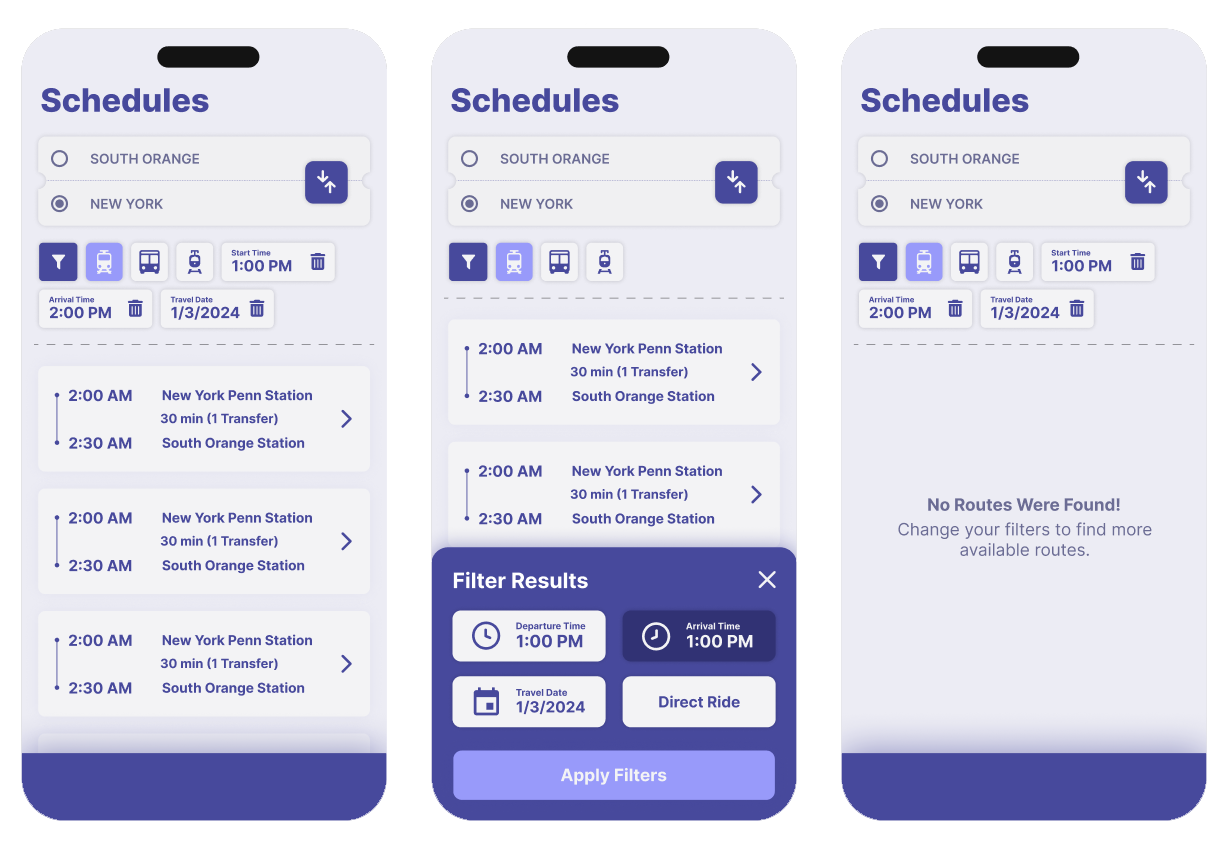 Schedules
SOUTH ORANGE
NEW YORK
Start Time
1:00 PM
Arrival Time
2:00 PM
Travel Date
1/3/2024
2:00 AM New York Penn Station
30 min (1 Transfer)
2:30 AM South Orange Station
2:00 AM New York Penn Station
30 min (1 Transfer)
2:30 AM South Orange Station
2:00 AM New York Penn Station
30 min (1 Transfer)
2:30 AM South Orange Station
Schedules
SOUTH ORANGE
NEW YORK
2:00 AM New York Penn Station
30 min (1 Transfer)
2:30 AM South Orange Station
2:00 AM New York Penn Station
30 min (1 Transfer)
2:30 AM South Orange Station
Filter Results
Departure Time
1:00 PM
Arrival Time
1:00 PM
Travel Date
1/3/2024
Direct Ride
Apply Filters
Schedules
SOUTH ORANGE
NEW YORK
Start Time
1:00 PM
Arrival Time
2:00 PM
Travel Date
1/3/2024
No Routes Were Found!
Change your filters to find more
available routes.